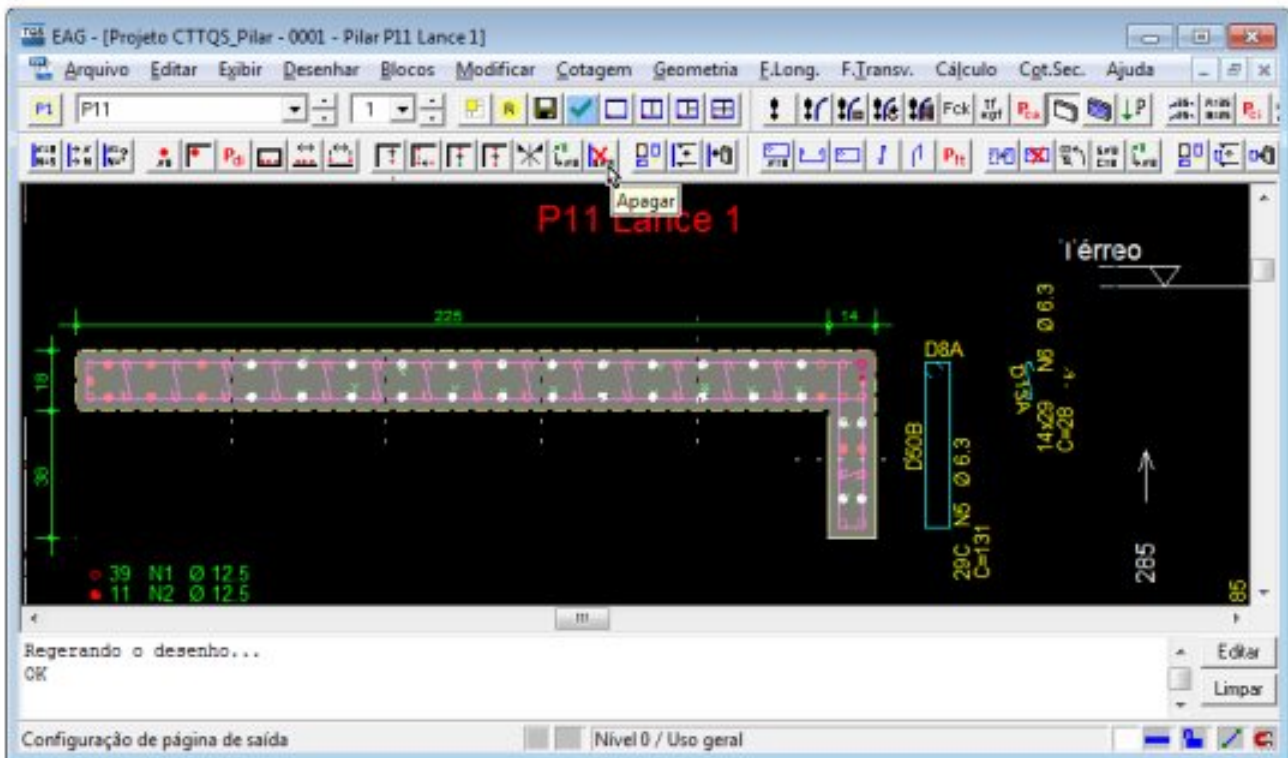 EAG - [Projeto CTTQS_Pilar - 0001 - Pilar P11 Lance 1]
Arquivo Editar Exibir Desenhar Blocos Modificar Cotagem Geometria F.Long. F.Transv. Cálculo Cgt.Sec. Ajuda
P1 P11 1 R Fck
Apagar
P11 Lance 1
Térreo
14
18
D8A
D50B
29C N5 Ø 6.3
C=131
14x29 N6 Ø 6.3
C=28
285
85
39 N1 Ø 12.5
11 N2 Ø 12.5
Regerando o desenho...
OK
Editar
Limpar
Configuração de página de saída
Nível 0 / Uso geral